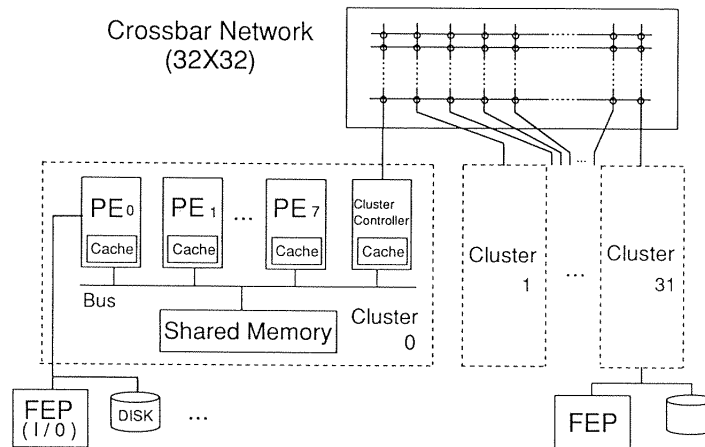 Crossbar Network
(32X32)
...
PE0
PE1
...
PE7
Cluster
Controller
Cache
Cache
Cache
Cache
Bus
Shared Memory
Cluster
0
Cluster
1
...
Cluster
31
FEP
(I/0)
DISK
...
FEP